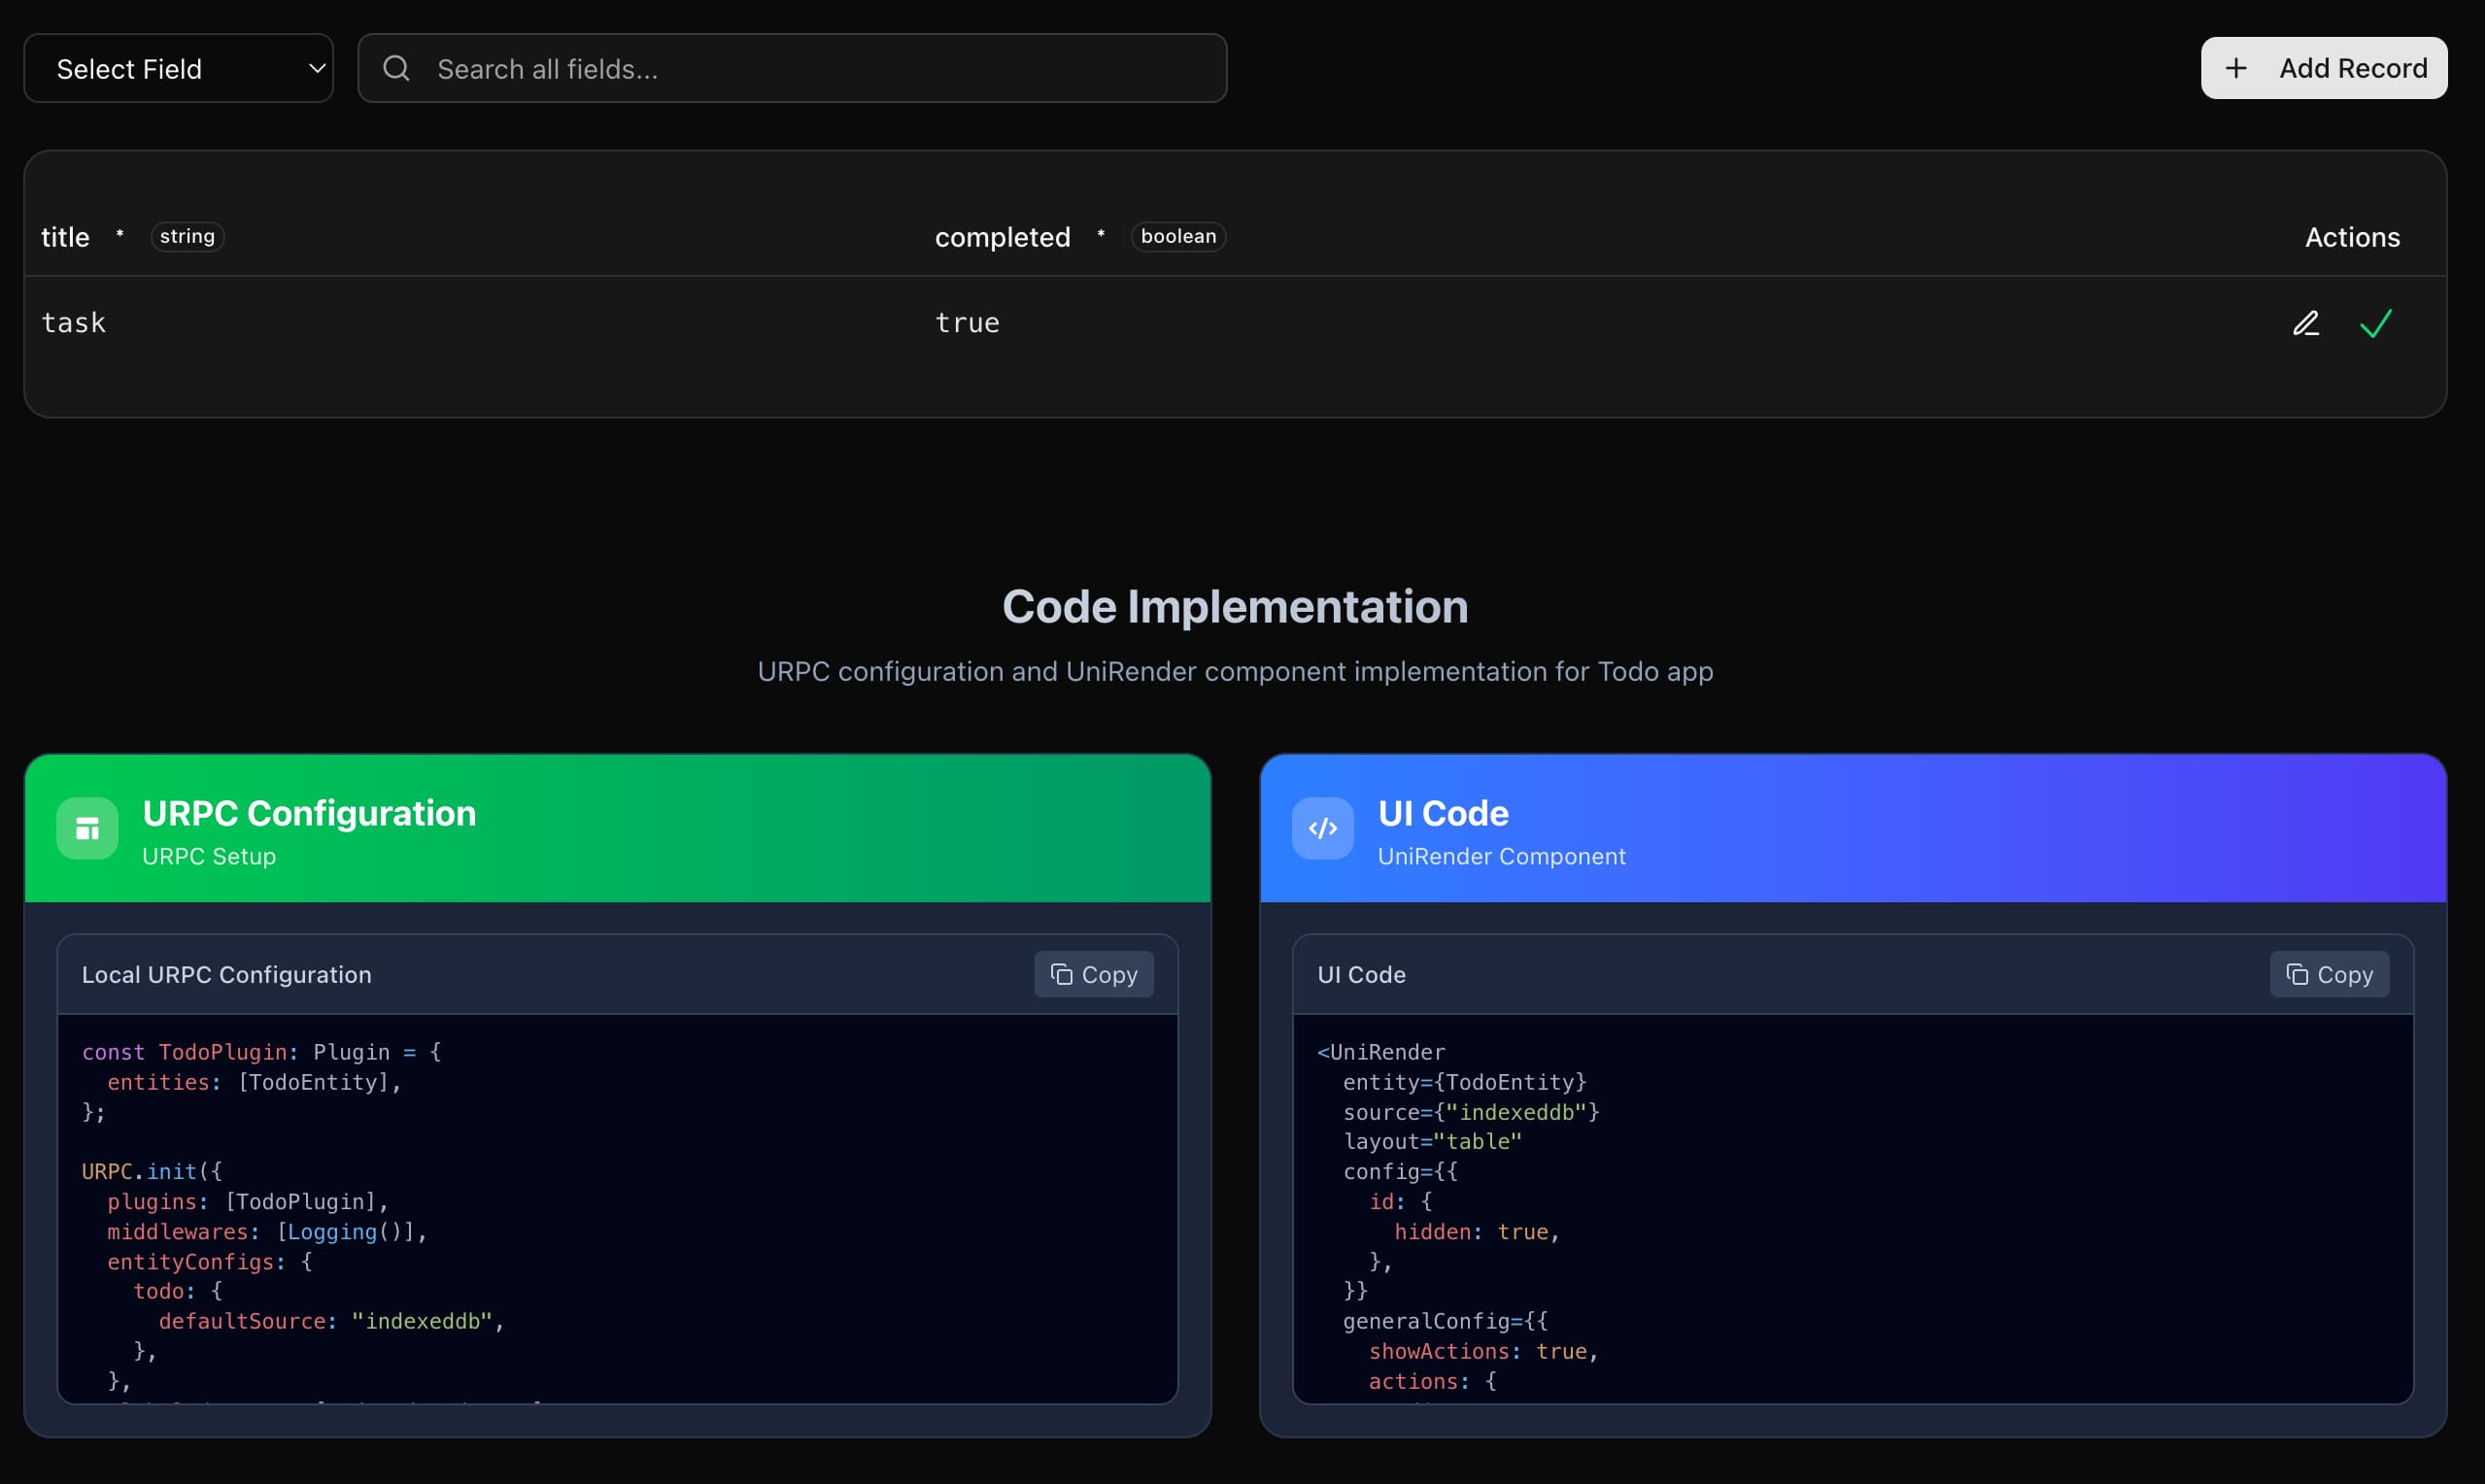 Select Field
Search all fields...
Add Record
title * string
completed * boolean
Actions
task
true
Code Implementation
URPC configuration and UniRender component implementation for Todo app
URPC Configuration
URPC Setup
Local URPC Configuration
Copy
const TodoPlugin: Plugin = {
  entities: [TodoEntity],
};

URPC.init({
  plugins: [TodoPlugin],
  middlewares: [Logging()],
  entityConfigs: {
    todo: {
      defaultSource: "indexeddb",
    },
  },
UI Code
UniRender Component
UI Code
Copy
<UniRender
  entity={TodoEntity}
  source={"indexeddb"}
  layout="table"
  config={{
    id: {
      hidden: true,
    },
  }}
  generalConfig={{
    showActions: true,
    actions: {